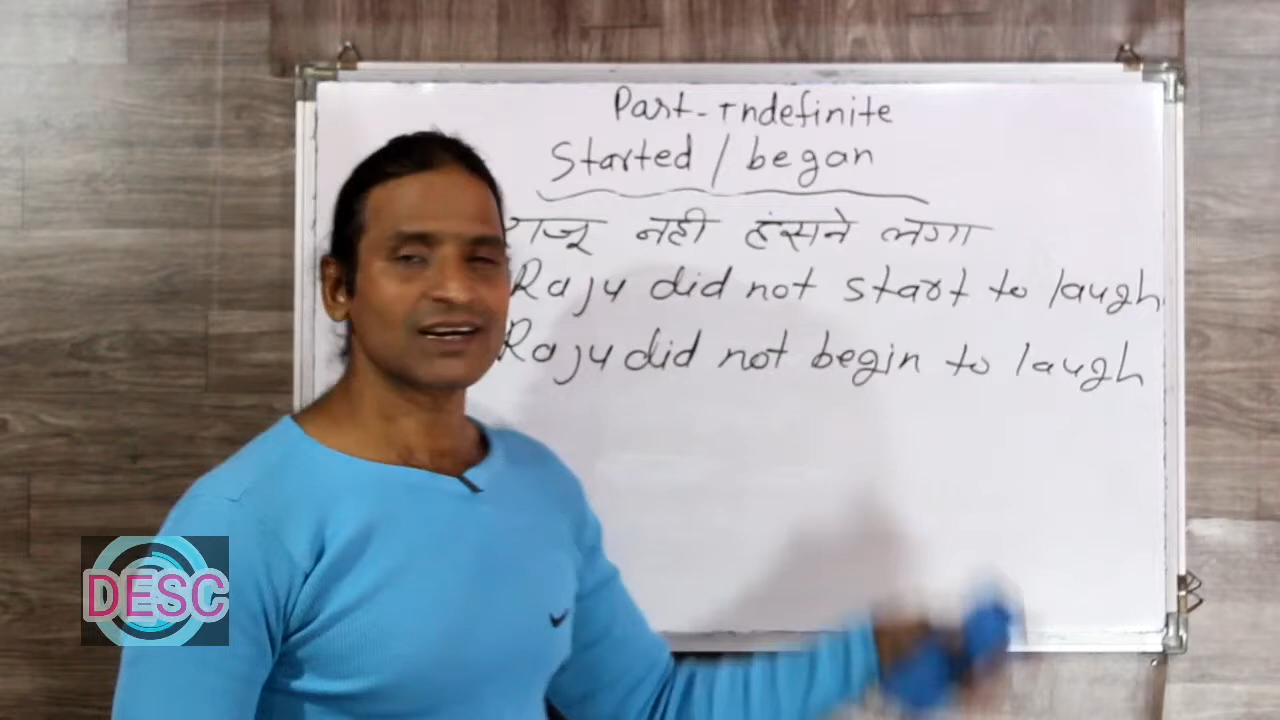 Past-Indefinite
Started / began
राजू नही हंसने लगा
Raju did not start to laugh
Raju did not begin to laugh
DESC